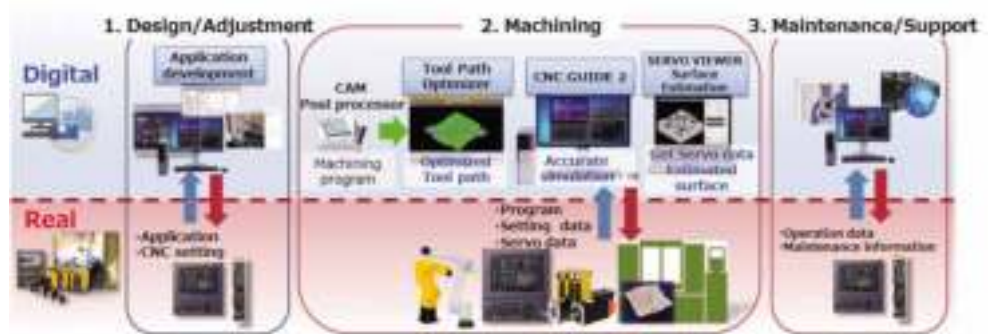 1. Design/Adjustment
2. Machining
3. Maintenance/Support
Digital
Application
development
CAM
Post processor
Machining
program
Tool Path
Optimizer
Optimized
Tool path
CNC GUIDE 2
Accurate
simulation
SERVO VIEWER
Surface
Estimation
Get Servo data
Estimated
surface
Real
·Application
·CNC setting
·Program
·Setting data
·Servo data
·Operation data
·Maintenance information